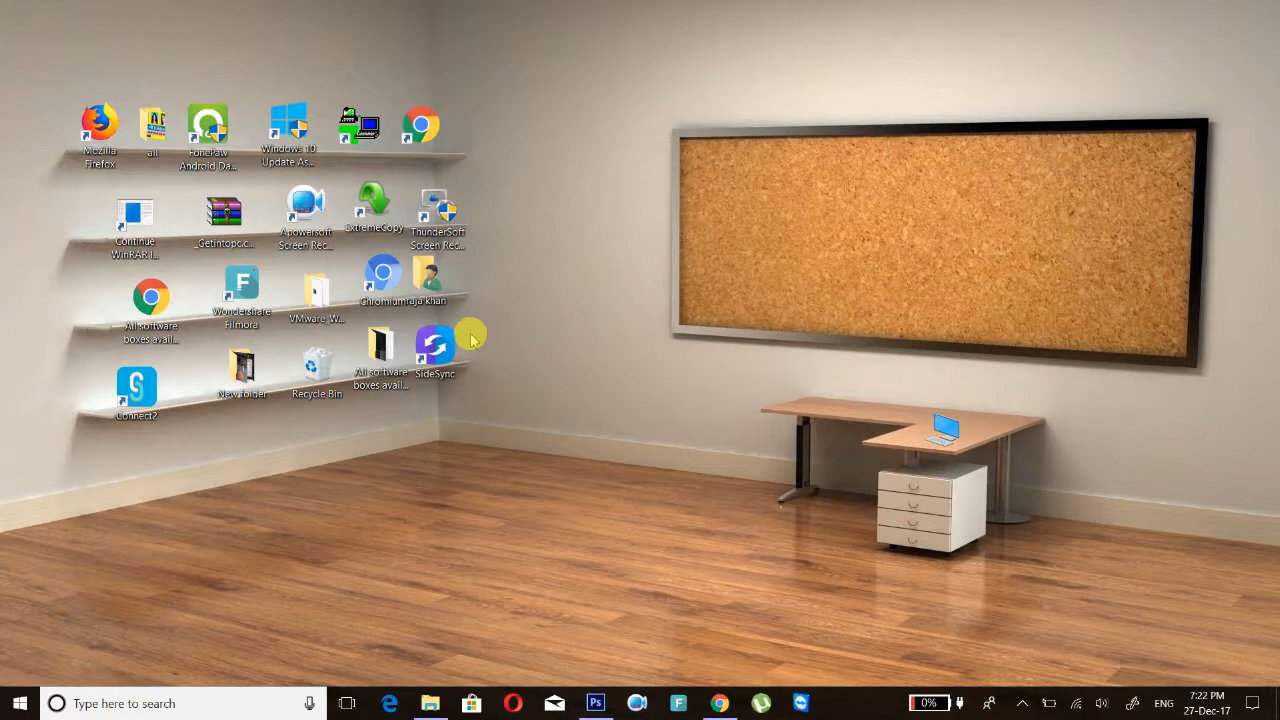 Mozilla
Firefox
all
FonePaw
Android Da...
Windows 10
Update As...
Continue
WinRAR i...
_Getintopc.c...
Apowersoft
Screen Rec...
ExtremeCopy
ThunderSoft
Screen Rec...
All software
boxes avail...
F
Wondershare
Filmora
VMware_W...
Chromium
raja khan
S
Connect2
New folder
Recycle Bin
All software
boxes avail...
SideSync
Type here to search
Ps
F
0%
ENG
7:22 PM
27-Dec-17